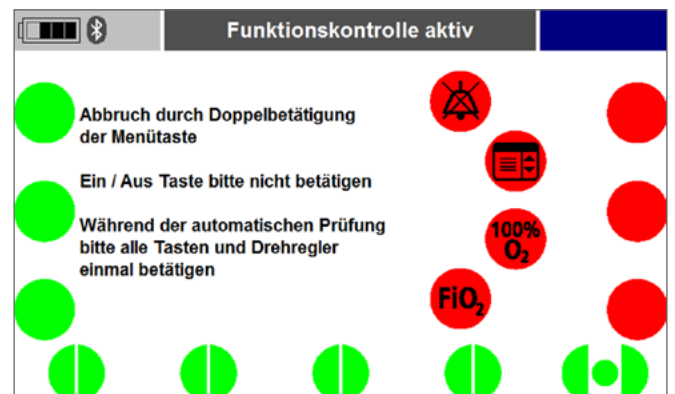 Funktionskontrolle aktiv
Abbruch durch Doppelbetätigung
der Menütaste
Ein / Aus Taste bitte nicht betätigen
Während der automatischen Prüfung
bitte alle Tasten und Drehregler
einmal betätigen
100%
O₂
FiO₂